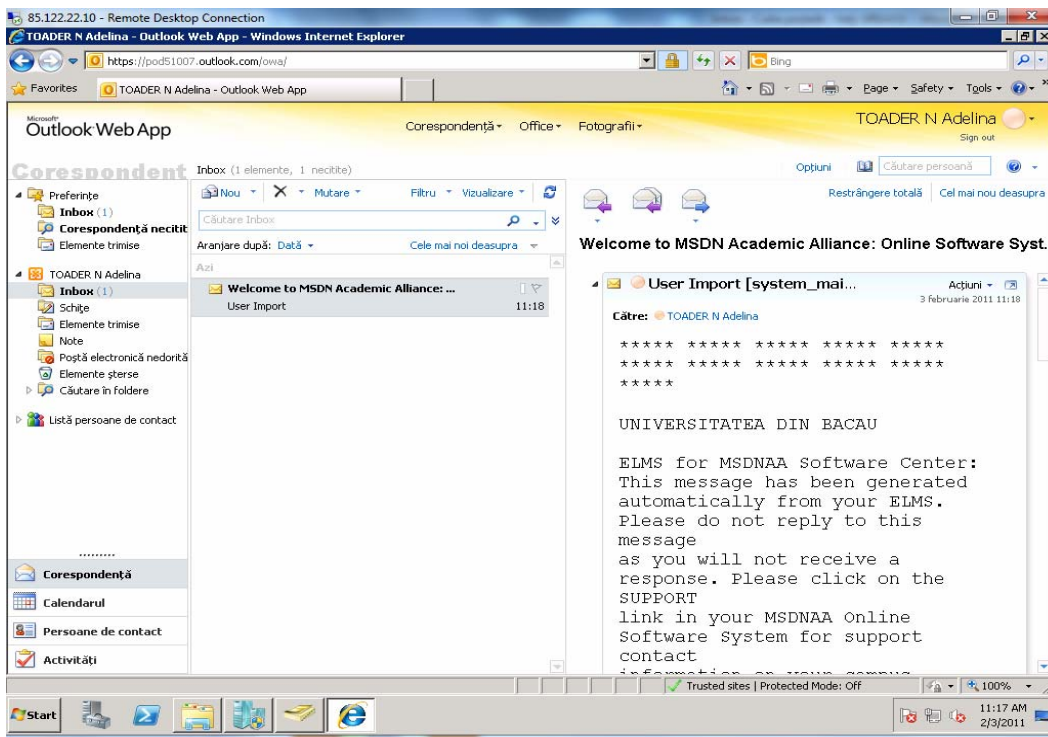 85.122.22.10 - Remote Desktop Connection
TOADER N Adelina - Outlook Web App - Windows Internet Explorer
https://pod51007.outlook.com/owa/
Bing
Favorites
TOADER N Adelina - Outlook Web App
Page
Safety
Tools
Microsoft
Outlook Web App
Corespondență
Office
Fotografii
TOADER N Adelina
Sign out
Corespondent
Inbox (1 elemente, 1 necitite)
Opțiuni
Căutare persoană
Preferințe
Inbox (1)
Corespondență necitit
Elemente trimise
TOADER N Adelina
Inbox (1)
Schițe
Elemente trimise
Note
Poștă electronică nedorită
Elemente șterse
Căutare în foldere
Listă persoane de contact
Corespondență
Calendarul
Persoane de contact
Activități
Nou
Mutare
Filtru
Vizualizare
Căutare Inbox
Aranjare după: Dată
Cele mai noi deasupra
Azi
Welcome to MSDN Academic Alliance: ...
User Import
11:18
Restrângere totală
Cel mai nou deasupra
Welcome to MSDN Academic Alliance: Online Software Syst.
User Import [system_mai...
Acțiuni
3 februarie 2011 11:18
Către: TOADER N Adelina
***** ***** ***** ***** *****
***** ***** ***** ***** *****
*****
UNIVERSITATEA DIN BACAU
ELMS for MSDNAA Software Center:
This message has been generated
automatically from your ELMS.
Please do not reply to this
message
as you will not receive a
response. Please click on the
SUPPORT
link in your MSDNAA Online
Software System for support
contact
information on your campus
Trusted sites | Protected Mode: Off
100%
Start
11:17 AM
2/3/2011